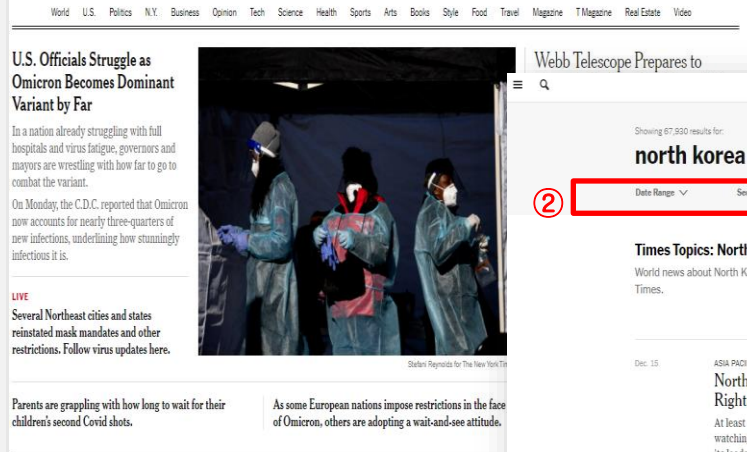 World U.S. Politics N.Y. Business Opinion Tech Science Health Sports Arts Books Style Food Travel Magazine T Magazine Real Estate Video
U.S. Officials Struggle as
Omicron Becomes Dominant
Variant by Far
In a nation already struggling with full
hospitals and virus fatigue, governors and
mayors are wrestling with how far to go to
combat the variant.
On Monday, the C.D.C. reported that Omicron
now accounts for nearly three-quarters of
new infections, underlining how stunningly
infectious it is.
LIVE
Several Northeast cities and states
reinstated mask mandates and other
restrictions. Follow virus updates here.
Stefani Reynolds for The New York
Parents are grappling with how long to wait for their
children's second Covid shots.
As some European nations impose restrictions in the face
of Omicron, others are adopting a wait-and-see attitude.
Webb Telescope Prepares to
Showing 67,930 results for:
north korea
②
Date Range
Times Topics: North
World news about North K
Times.
Dec. 15
ASIA PACI
North
Right
At least
watchin